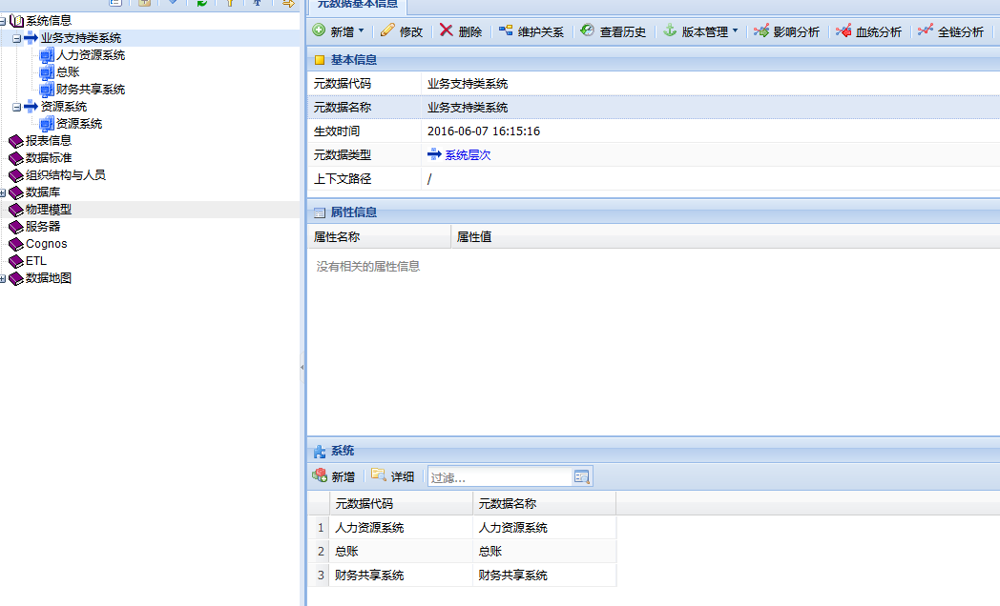 系统信息
业务支持类系统
人力资源系统
总账
财务共享系统
资源系统
资源系统
报表信息
数据标准
组织结构与人员
数据库
物理模型
服务器
Cognos
ETL
数据地图
元数据基本信息
新增 修改 删除 维护关系 查看历史 版本管理 影响分析 血统分析 全链分析
基本信息
元数据代码 业务支持类系统
元数据名称 业务支持类系统
生效时间 2016-06-07 16:15:16
元数据类型 系统层次
上下文路径 /
属性信息
属性名称 属性值
没有相关的属性信息
系统
新增 详细 过滤...
元数据代码 元数据名称
1 人力资源系统 人力资源系统
2 总账 总账
3 财务共享系统 财务共享系统